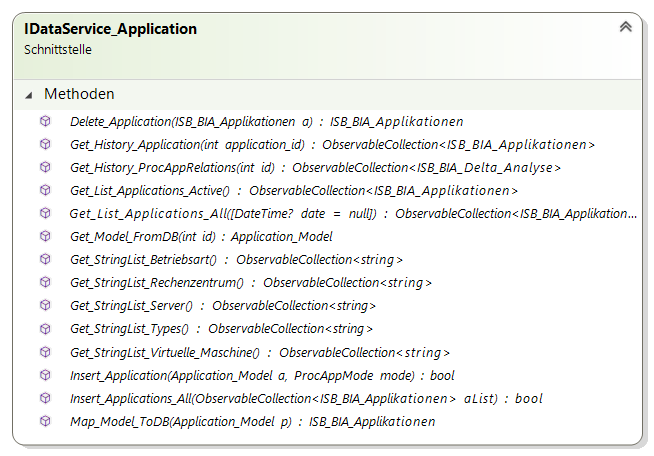 IDataService_Application
Schnittstelle
Methoden
Delete_Application(ISB_BIA_Applikationen a) : ISB_BIA_Applikationen
Get_History_Application(int application_id) : ObservableCollection<ISB_BIA_Applikationen>
Get_History_ProcAppRelations(int id) : ObservableCollection<ISB_BIA_Delta_Analyse>
Get_List_Applications_Active() : ObservableCollection<ISB_BIA_Applikationen>
Get_List_Applications_All([DateTime? date = null]) : ObservableCollection<ISB_BIA_Applikation...
Get_Model_FromDB(int id) : Application_Model
Get_StringList_Betriebsart() : ObservableCollection<string>
Get_StringList_Rechenzentrum() : ObservableCollection<string>
Get_StringList_Server() : ObservableCollection<string>
Get_StringList_Types() : ObservableCollection<string>
Get_StringList_Virtuelle_Maschine() : ObservableCollection<string>
Insert_Application(Application_Model a, ProcAppMode mode) : bool
Insert_Applications_All(ObservableCollection<ISB_BIA_Applikationen> aList) : bool
Map_Model_ToDB(Application_Model p) : ISB_BIA_Applikationen